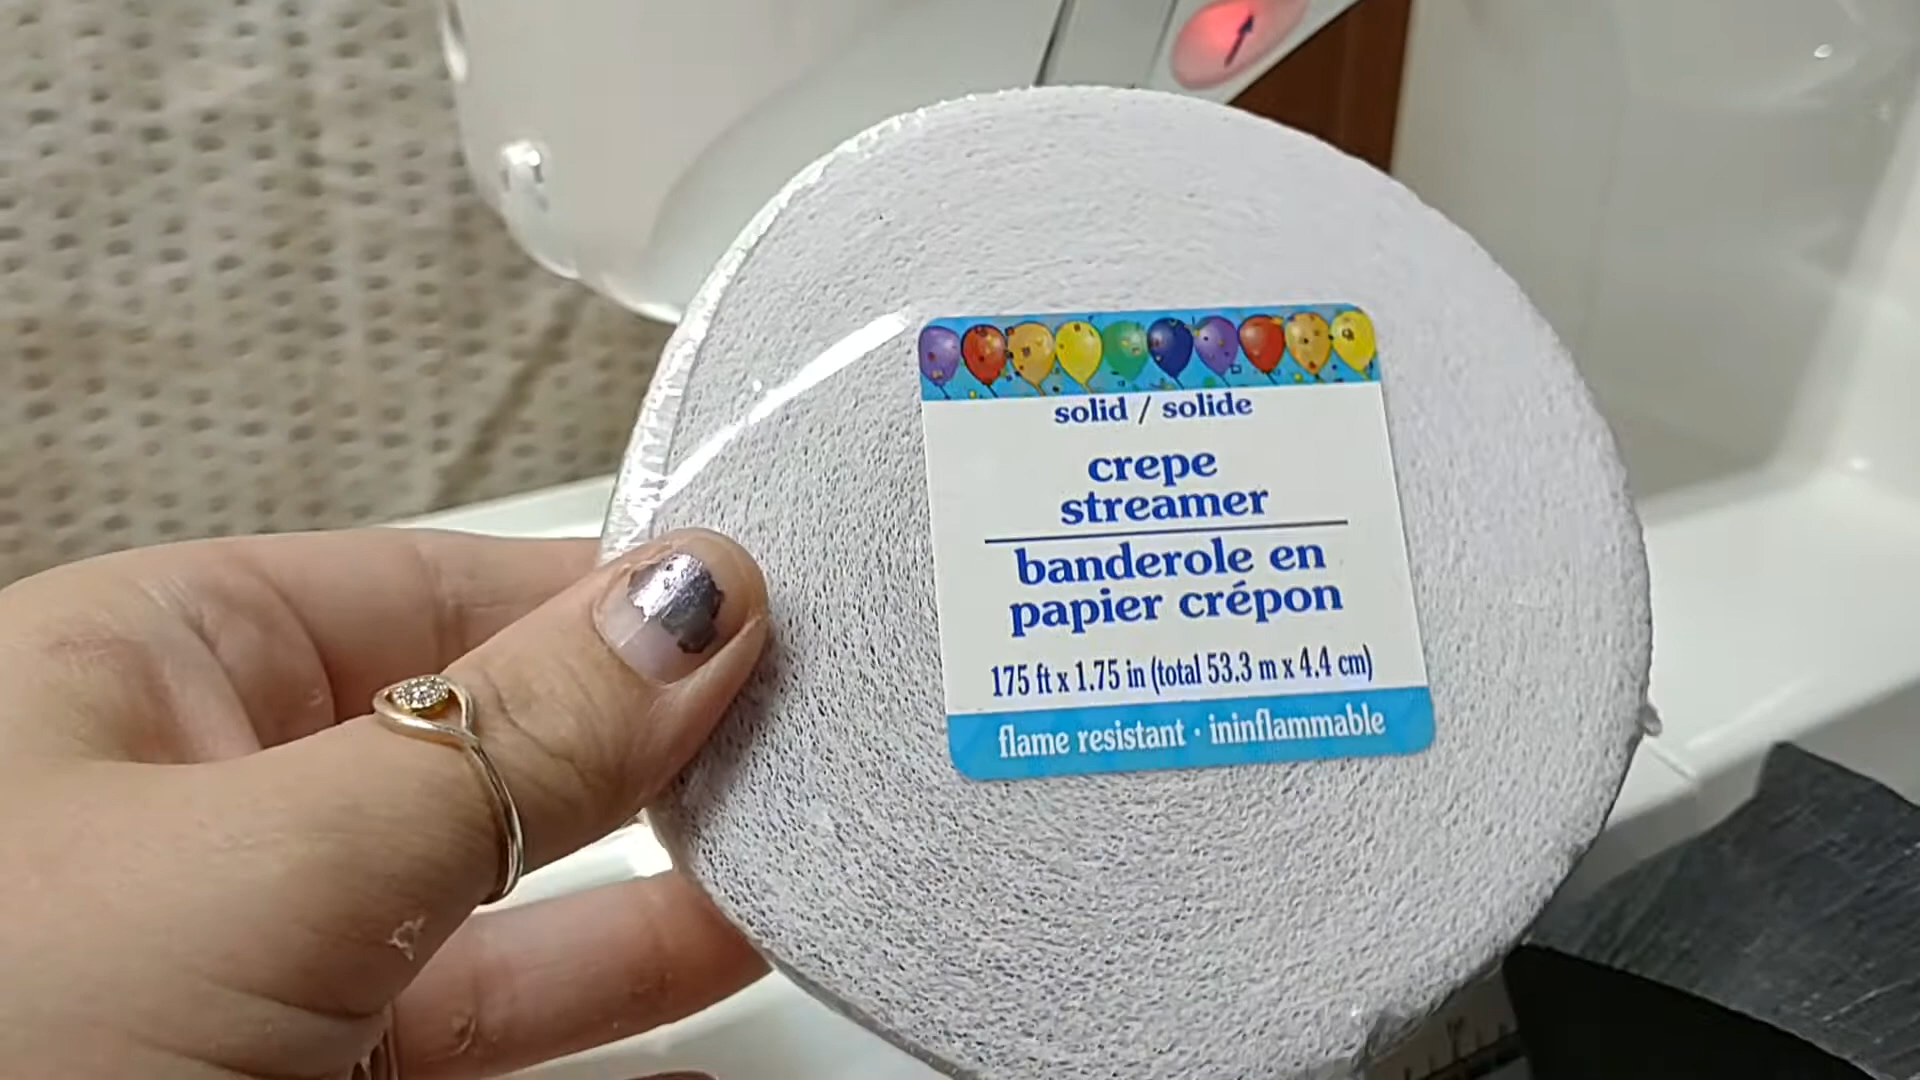 solid / solide
crepe
streamer
banderole en
papier crépon
175 ft x 1.75 in (total 53.3 m x 4.4 cm)
flame resistant · ininflammable